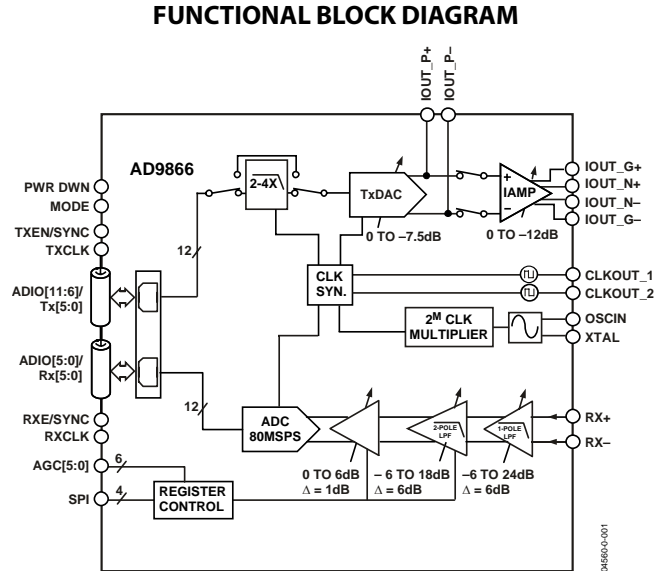 FUNCTIONAL BLOCK DIAGRAM
IOUT_P+
IOUT_P–
AD9866
PWR DWN
MODE
TXEN/SYNC
TXCLK
ADIO[11:6]/
Tx[5:0]
ADIO[5:0]/
Rx[5:0]
RXE/SYNC
RXCLK
AGC[5:0]
SPI
12
2-4X
TxDAC
0 TO –7.5dB
IAMP
+
–
0 TO –12dB
IOUT_G+
IOUT_N+
IOUT_N–
IOUT_G–
CLK
SYN.
CLKOUT_1
CLKOUT_2
2M CLK
MULTIPLIER
OSCIN
XTAL
12
ADC
80MSPS
2-POLE
LPF
1-POLE
LPF
RX+
RX–
0 TO 6dB
Δ = 1dB
– 6 TO 18dB
Δ = 6dB
–6 TO 24dB
Δ = 6dB
6
4
REGISTER
CONTROL
04560-0-001